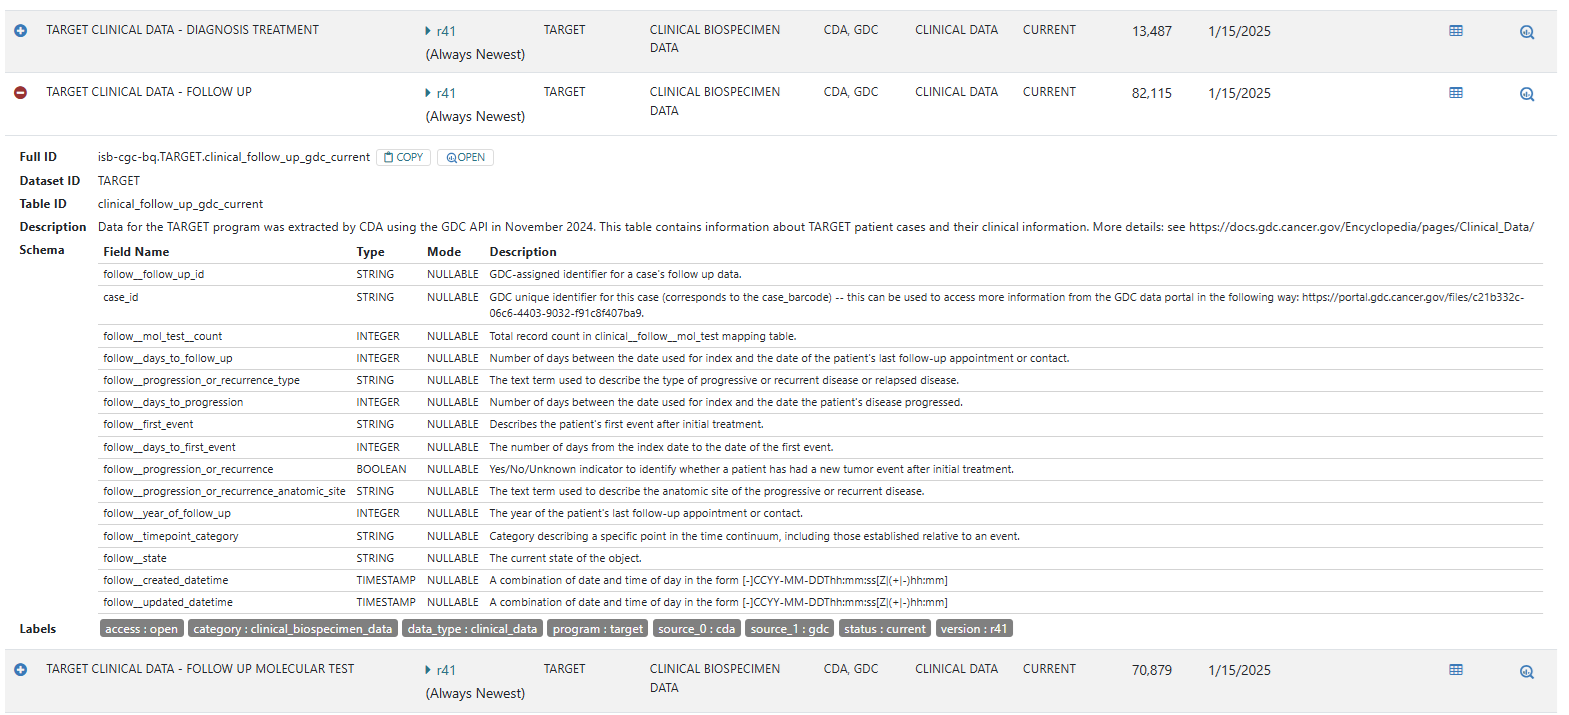 TARGET CLINICAL DATA - DIAGNOSIS TREATMENT r41 TARGET CLINICAL BIOSPECIMEN CDA, GDC CLINICAL DATA CURRENT 13,487 1/15/2025
(Always Newest) DATA
TARGET CLINICAL DATA - FOLLOW UP r41 TARGET CLINICAL BIOSPECIMEN CDA, GDC CLINICAL DATA CURRENT 82,115 1/15/2025
(Always Newest) DATA
Full ID isb-cgc-bq.TARGET.clinical_follow_up_gdc_current COPY OPEN
Dataset ID TARGET
Table ID clinical_follow_up_gdc_current
Description Data for the TARGET program was extracted by CDA using the GDC API in November 2024. This table contains information about TARGET patient cases and their clinical information. More details: see https://docs.gdc.cancer.gov/Encyclopedia/pages/Clinical_Data/
Schema Field Name Type Mode Description
follow__follow_up_id STRING NULLABLE GDC-assigned identifier for a case's follow up data.
case_id STRING NULLABLE GDC unique identifier for this case (corresponds to the case_barcode) -- this can be used to access more information from the GDC data portal in the following way: https://portal.gdc.cancer.gov/files/c21b332c-
06c6-4403-9032-f91c8f407ba9.
follow__mol_test__count INTEGER NULLABLE Total record count in clinical__follow__mol_test mapping table.
follow__days_to_follow_up INTEGER NULLABLE Number of days between the date used for index and the date of the patient's last follow-up appointment or contact.
follow__progression_or_recurrence_type STRING NULLABLE The text term used to describe the type of progressive or recurrent disease or relapsed disease.
follow__days_to_progression INTEGER NULLABLE Number of days between the date used for index and the date the patient's disease progressed.
follow__first_event STRING NULLABLE Describes the patient's first event after initial treatment.
follow__days_to_first_event INTEGER NULLABLE The number of days from the index date to the date of the first event.
follow__progression_or_recurrence BOOLEAN NULLABLE Yes/No/Unknown indicator to identify whether a patient has had a new tumor event after initial treatment.
follow__progression_or_recurrence_anatomic_site STRING NULLABLE The text term used to describe the anatomic site of the progressive or recurrent disease.
follow__year_of_follow_up INTEGER NULLABLE The year of the patient's last follow-up appointment or contact.
follow__timepoint_category STRING NULLABLE Category describing a specific point in the time continuum, including those established relative to an event.
follow__state STRING NULLABLE The current state of the object.
follow__created_datetime TIMESTAMP NULLABLE A combination of date and time of day in the form [-]CCYY-MM-DDThh:mm:ss[Z|(+|-)hh:mm]
follow__updated_datetime TIMESTAMP NULLABLE A combination of date and time of day in the form [-]CCYY-MM-DDThh:mm:ss[Z|(+|-)hh:mm]
Labels access : open category : clinical_biospecimen_data data_type : clinical_data program : target source_0 : cda source_1 : gdc status : current version : r41
TARGET CLINICAL DATA - FOLLOW UP MOLECULAR TEST r41 TARGET CLINICAL BIOSPECIMEN CDA, GDC CLINICAL DATA CURRENT 70,879 1/15/2025
(Always Newest) DATA